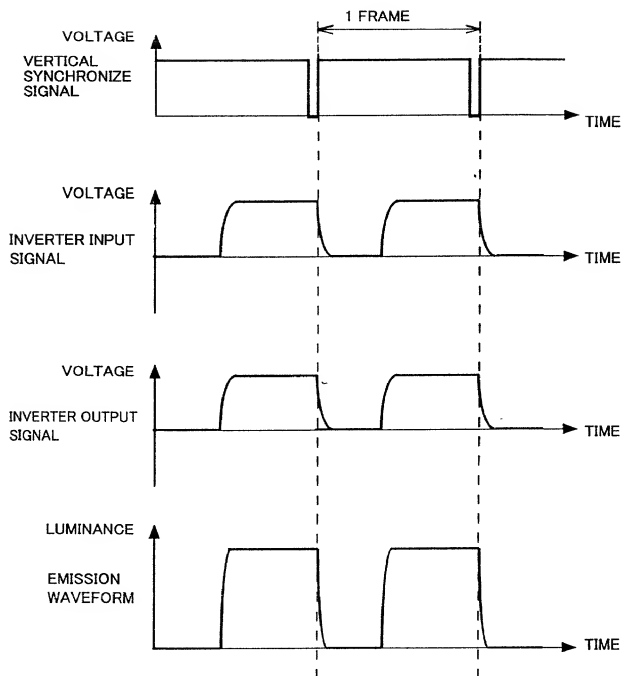 1 FRAME
VOLTAGE
VERTICAL
SYNCHRONIZE
SIGNAL
TIME
VOLTAGE
INVERTER INPUT
SIGNAL
TIME
VOLTAGE
INVERTER OUTPUT
SIGNAL
TIME
LUMINANCE
EMISSION
WAVEFORM
TIME